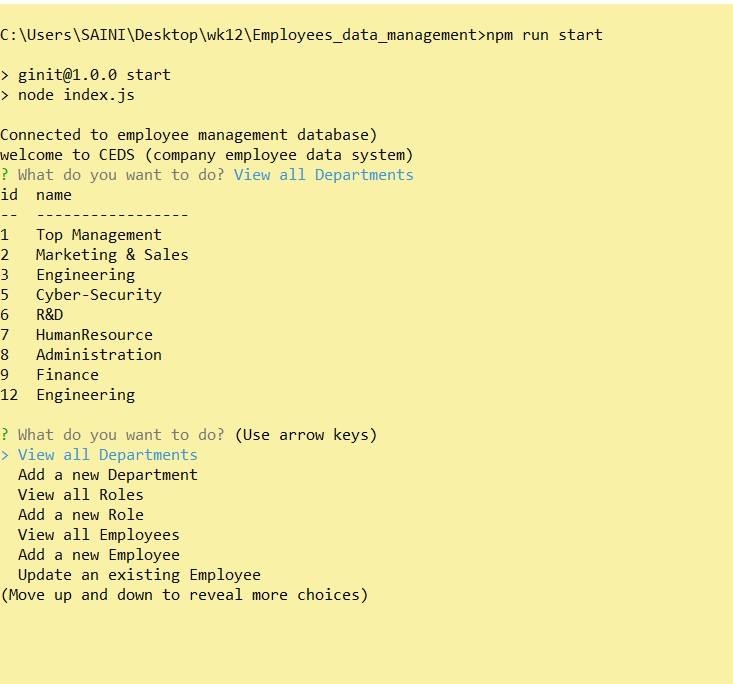 C:\Users\SAINI\Desktop\wk12\Employees_data_management>npm run start
> ginit@1.0.0 start
> node index.js
Connected to employee management database)
welcome to CEDS (company employee data system)
? What do you want to do? View all Departments
id  name
--  -----------------
1   Top Management
2   Marketing & Sales
3   Engineering
5   Cyber-Security
6   R&D
7   HumanResource
8   Administration
9   Finance
12  Engineering
? What do you want to do? (Use arrow keys)
> View all Departments
  Add a new Department
  View all Roles
  Add a new Role
  View all Employees
  Add a new Employee
  Update an existing Employee
(Move up and down to reveal more choices)